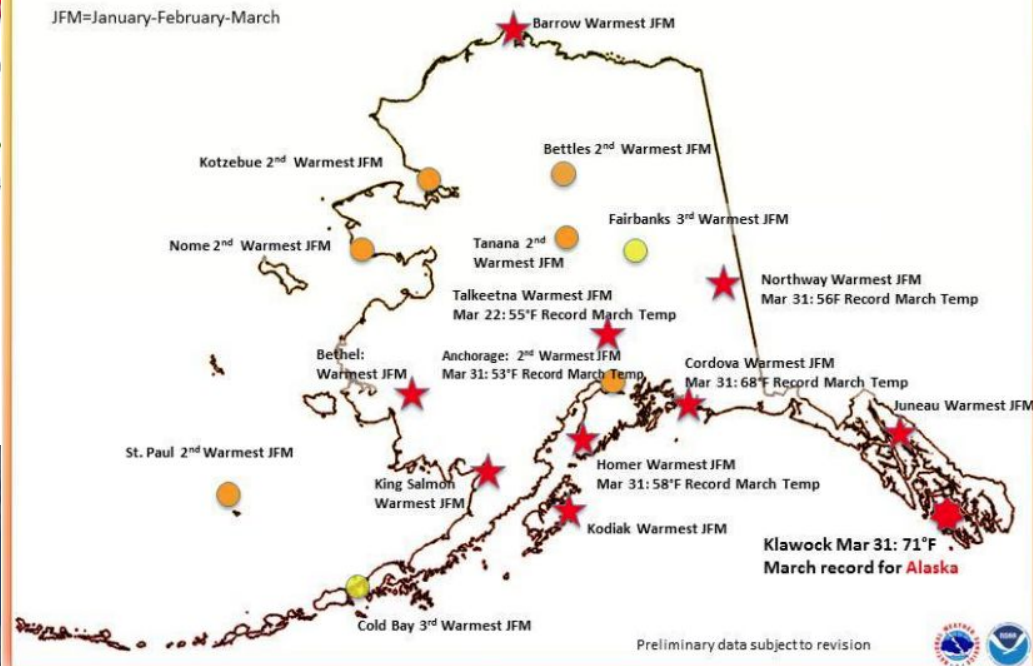 JFM=January-February-March
Barrow Warmest JFM
Kotzebue 2nd Warmest JFM
Bettles 2nd Warmest JFM
Fairbanks 3rd Warmest JFM
Nome 2nd Warmest JFM
Tanana 2nd
Warmest JFM
Northway Warmest JFM
Mar 31: 56F Record March Temp
Talkeetna Warmest JFM
Mar 22: 55°F Record March Temp
Bethel:
Warmest JFM
Anchorage: 2nd Warmest JFM
Mar 31: 53°F Record March Temp
Cordova Warmest JFM
Mar 31: 68°F Record March Temp
Juneau Warmest JFM
St. Paul 2nd Warmest JFM
King Salmon
Warmest JFM
Homer Warmest JFM
Mar 31: 58°F Record March Temp
Kodiak Warmest JFM
Klawock Mar 31: 71°F
March record for Alaska
Cold Bay 3rd Warmest JFM
Preliminary data subject to revision